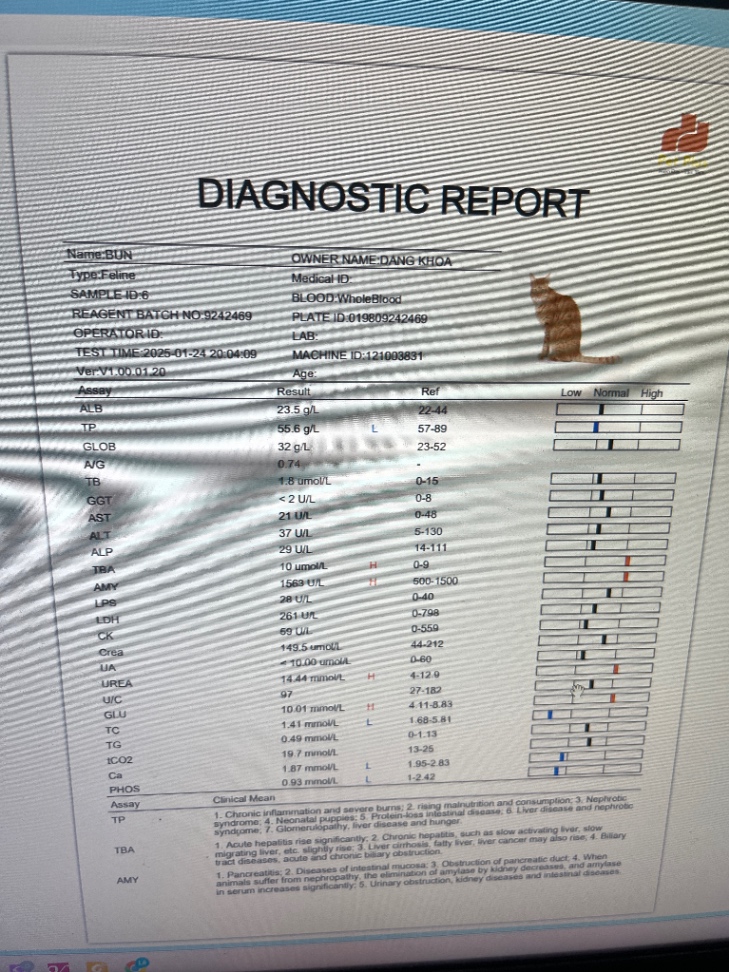 DIAGNOSTIC REPORT
Name:BUN OWNER NAME:DANG KHOA
Type:Feline Medical ID:
SAMPLE ID:6 BLOOD:WholeBlood
REAGENT BATCH NO:9242469 PLATE ID:019809242469
OPERATOR ID: LAB:
TEST TIME:2025-01-24 20:04:09 MACHINE ID:121003831
Ver:V1.00.01.20 Age:
Assay Result Ref Low Normal High
ALB 23.5 g/L 22-44
TP 55.6 g/L L 57-89
GLOB 32 g/L 23-52
A/G 0.74 -
TB 1.8 umol/L 0-15
GGT < 2 U/L 0-8
AST 21 U/L 0-48
ALT 37 U/L 5-130
ALP 29 U/L 14-111
TBA 10 umol/L H 0-9
AMY 1563 U/L H 500-1500
LPS 28 U/L 0-40
LDH 261 U/L 0-798
CK 59 U/L 0-559
Crea 149.5 umol/L 44-212
UA < 10.00 umol/L 0-60
UREA 14.44 mmol/L H 4-12.9
U/C 97 27-182
GLU 10.01 mmol/L H 4.11-8.83
TC 1.41 mmol/L L 1.68-5.81
TG 0.49 mmol/L 0-1.13
tCO2 19.7 mmol/L 13-25
Ca 1.87 mmol/L L 1.95-2.83
PHOS 0.93 mmol/L L 1-2.42
Assay Clinical Mean
TP 1. Chronic inflammation and severe burns; 2. rising malnutrition and consumption; 3. Nephrotic
syndrome; 4. Neonatal puppies; 5. Protein-loss intestinal disease; 6. Liver disease and nephrotic
syndrome; 7. Glomerulopathy, liver disease and hunger.
TBA 1. Acute hepatitis rise significantly; 2. Chronic hepatitis, such as slow activating liver, slow
migrating liver, etc. slightly rise; 3. Liver cirrhosis, fatty liver, liver cancer may also rise; 4. Biliary
tract diseases, acute and chronic biliary obstruction.
AMY 1. Pancreatitis; 2. Diseases of intestinal mucosa; 3. Obstruction of pancreatic duct; 4. When
animals suffer from nephropathy, the elimination of amylase by kidney decreases, and amylase
in serum increases significantly; 5. Urinary obstruction, kidney diseases and intestinal diseases.